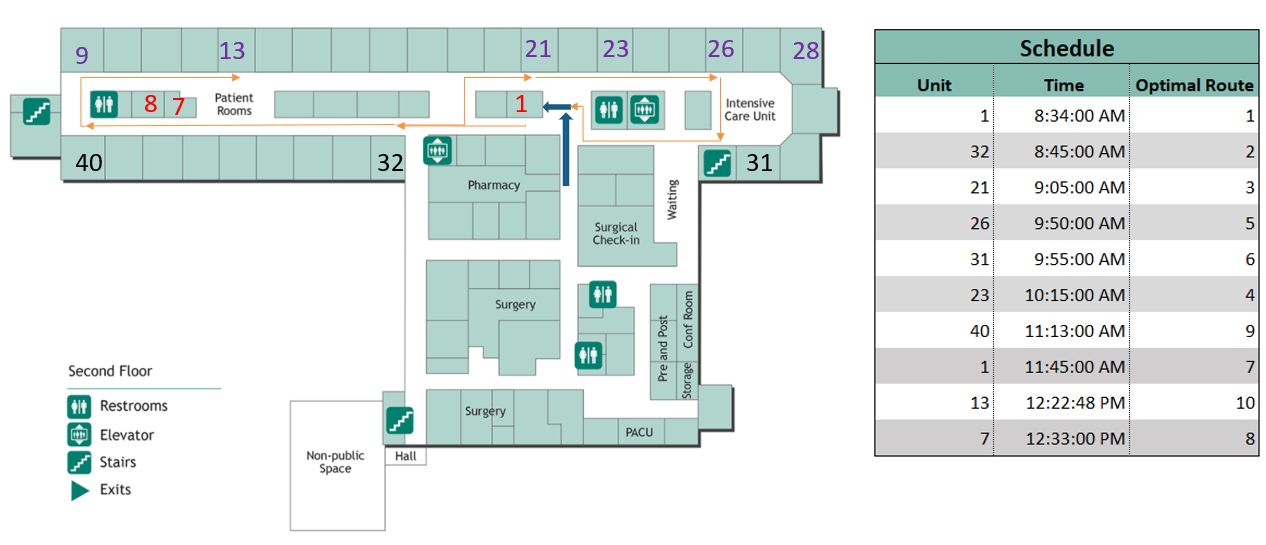 9 13 21 23 26 28
8 7 Patient
Rooms
1
Intensive
Care Unit
40 32 31
Pharmacy
Waiting
Surgical
Check-in
Surgery
Pre and Post
Conf Room
Storage
Surgery
PACU
Hall
Non-public
Space
Second Floor
Restrooms
Elevator
Stairs
Exits
Schedule
Unit Time Optimal Route
1 8:34:00 AM 1
32 8:45:00 AM 2
21 9:05:00 AM 3
26 9:50:00 AM 5
31 9:55:00 AM 6
23 10:15:00 AM 4
40 11:13:00 AM 9
1 11:45:00 AM 7
13 12:22:48 PM 10
7 12:33:00 PM 8